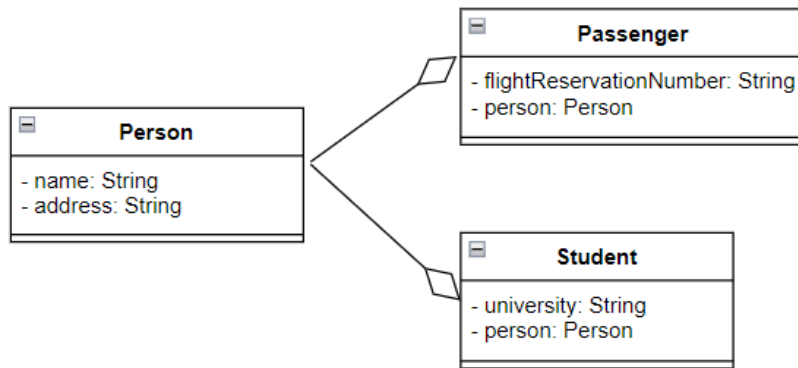 Passenger
- flightReservationNumber: String
- person: Person
Person
- name: String
- address: String
Student
- university: String
- person: Person